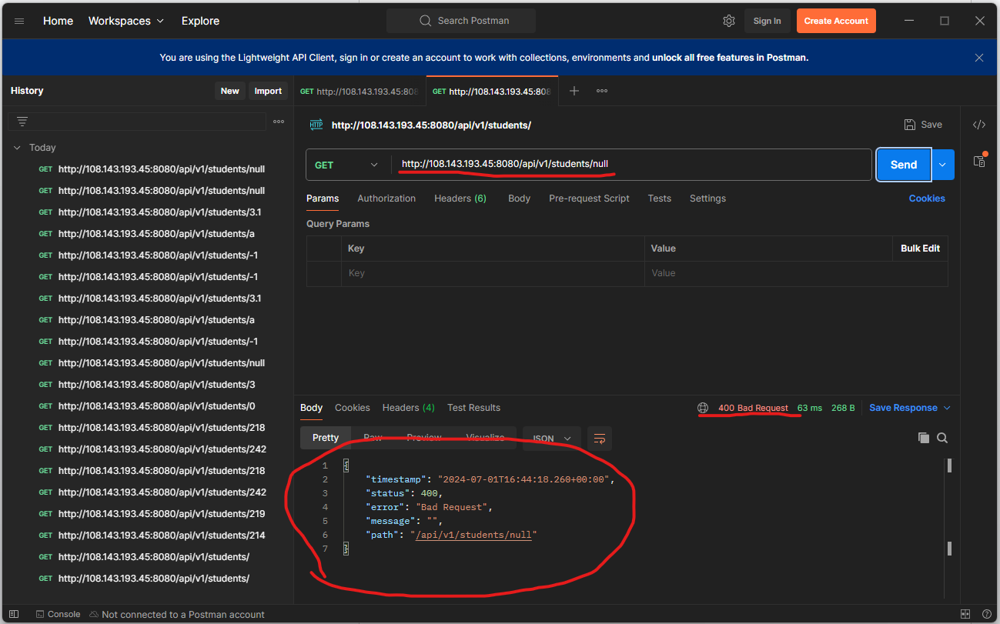 Home Workspaces Explore Search Postman Sign In Create Account
You are using the Lightweight API Client, sign in or create an account to work with collections, environments and unlock all free features in Postman.
History New Import
GET http://108.143.193.45:808 GET http://108.143.193.45:808
HTTP http://108.143.193.45:8080/api/v1/students/ Save
Today
GET http://108.143.193.45:8080/api/v1/students/null
GET http://108.143.193.45:8080/api/v1/students/null
GET http://108.143.193.45:8080/api/v1/students/3.1
GET http://108.143.193.45:8080/api/v1/students/a
GET http://108.143.193.45:8080/api/v1/students/-1
GET http://108.143.193.45:8080/api/v1/students/-1
GET http://108.143.193.45:8080/api/v1/students/3.1
GET http://108.143.193.45:8080/api/v1/students/a
GET http://108.143.193.45:8080/api/v1/students/-1
GET http://108.143.193.45:8080/api/v1/students/null
GET http://108.143.193.45:8080/api/v1/students/3
GET http://108.143.193.45:8080/api/v1/students/0
GET http://108.143.193.45:8080/api/v1/students/218
GET http://108.143.193.45:8080/api/v1/students/242
GET http://108.143.193.45:8080/api/v1/students/218
GET http://108.143.193.45:8080/api/v1/students/242
GET http://108.143.193.45:8080/api/v1/students/219
GET http://108.143.193.45:8080/api/v1/students/214
GET http://108.143.193.45:8080/api/v1/students/
GET http://108.143.193.45:8080/api/v1/students/
GET http://108.143.193.45:8080/api/v1/students/null Send
Params Authorization Headers (6) Body Pre-request Script Tests Settings Cookies
Query Params
Key Value Bulk Edit
Key Value
Body Cookies Headers (4) Test Results 400 Bad Request 63 ms 268 B Save Response
Pretty Raw Preview Visualize JSON
1 {
2 "timestamp": "2024-07-01T16:44:18.260+00:00",
3 "status": 400,
4 "error": "Bad Request",
5 "message": "",
6 "path": "/api/v1/students/null"
7 }
Console Not connected to a Postman account